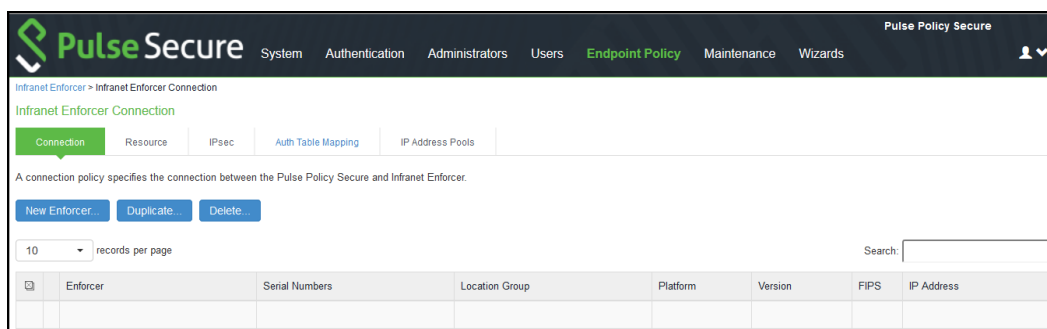 Pulse Policy Secure
Pulse Secure System Authentication Administrators Users Endpoint Policy Maintenance Wizards
Infranet Enforcer > Infranet Enforcer Connection
Infranet Enforcer Connection
Connection Resource IPsec Auth Table Mapping IP Address Pools
A connection policy specifies the connection between the Pulse Policy Secure and Infranet Enforcer.
New Enforcer... Duplicate... Delete...
10 records per page Search:
Enforcer Serial Numbers Location Group Platform Version FIPS IP Address